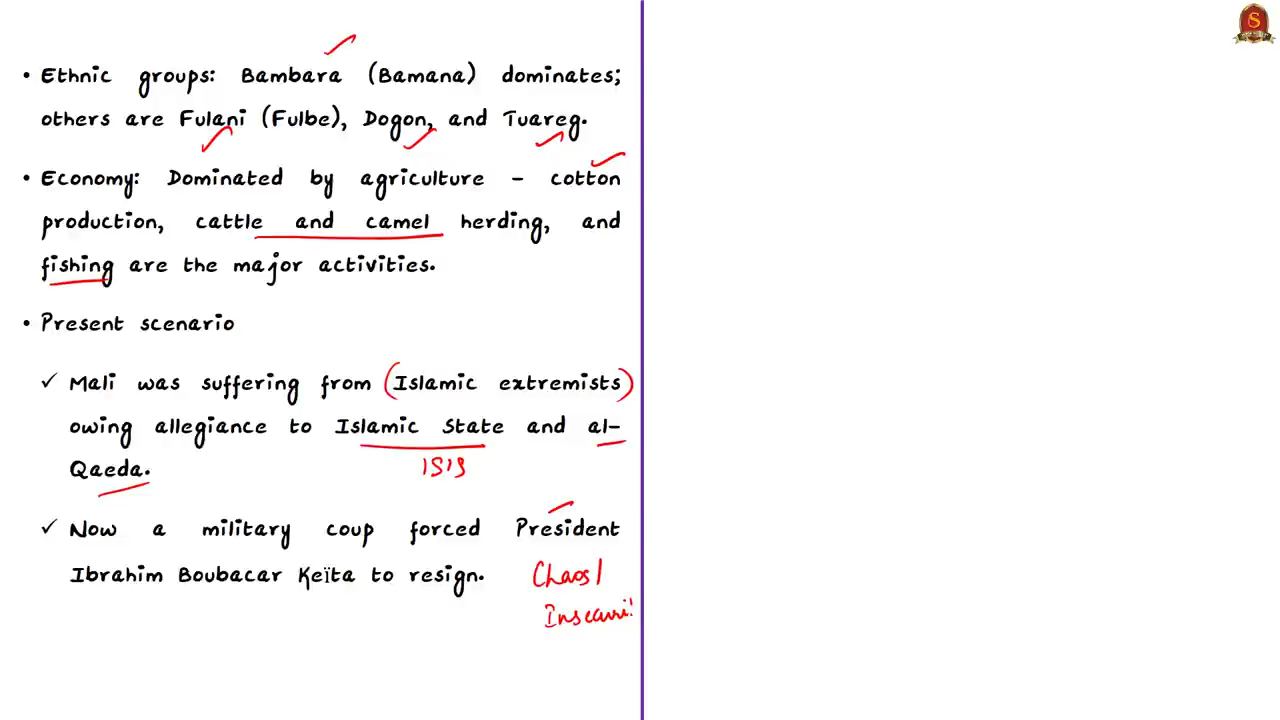 • Ethnic groups: Bambara (Bamana) dominates;
others are Fulani (Fulbe), Dogon, and Tuareg.
• Economy: Dominated by agriculture – cotton
production, cattle and camel herding, and
fishing are the major activities.
• Present scenario
✓ Mali was suffering from (Islamic extremists)
owing allegiance to Islamic State and al-
Qaeda.
ISIS
✓ Now a military coup forced President
Ibrahim Boubacar Keïta to resign.
Chaos/